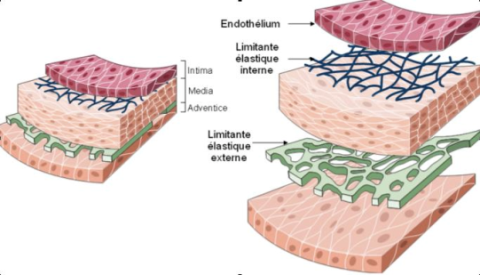 Intima
Media
Adventice
Endothélium
Limitante
élastique
interne
Limitante
élastique
externe